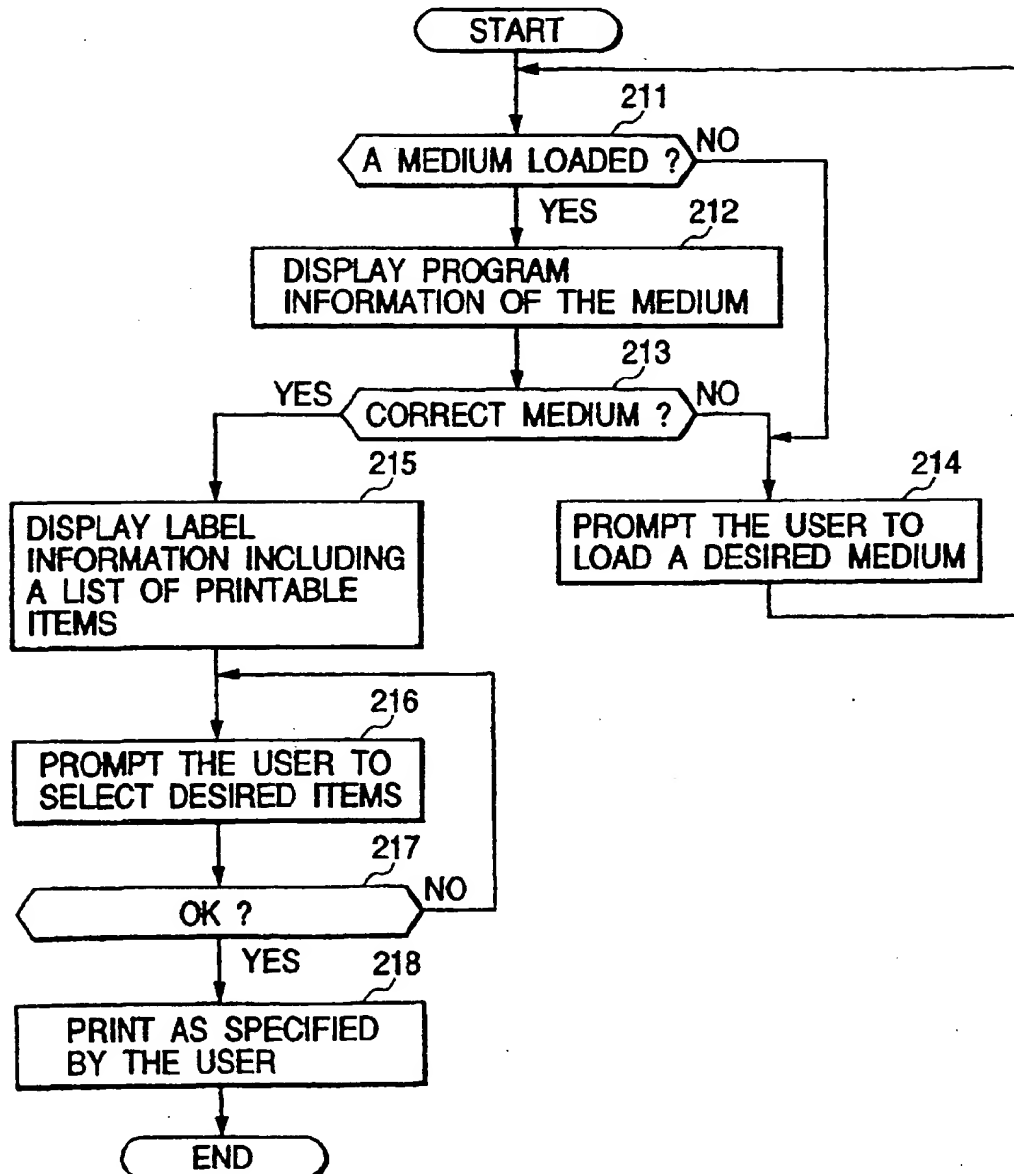 START
211
A MEDIUM LOADED ?
NO
YES
212
DISPLAY PROGRAM
INFORMATION OF THE MEDIUM
213
YES
CORRECT MEDIUM ?
NO
215
214
DISPLAY LABEL
INFORMATION INCLUDING
A LIST OF PRINTABLE
ITEMS
PROMPT THE USER TO
LOAD A DESIRED MEDIUM
216
PROMPT THE USER TO
SELECT DESIRED ITEMS
217
OK ?
NO
YES
218
PRINT AS SPECIFIED
BY THE USER
END